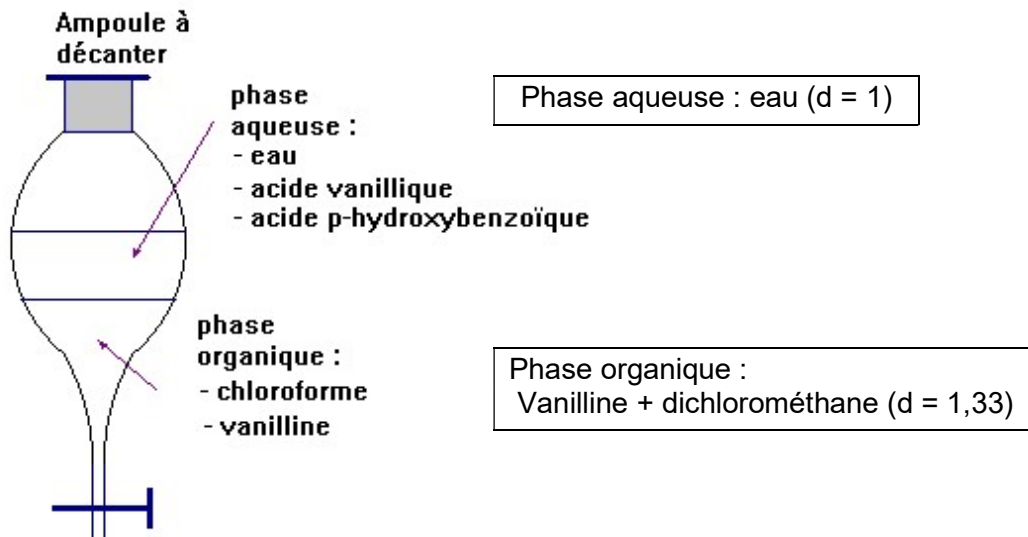 Ampoule à
décanter
phase
aqueuse :
- eau
- acide vanillique
- acide p-hydroxybenzoïque
Phase aqueuse : eau (d = 1)
phase
organique :
- chloroforme
- vanilline
Phase organique :
Vanilline + dichlorométhane (d = 1,33)